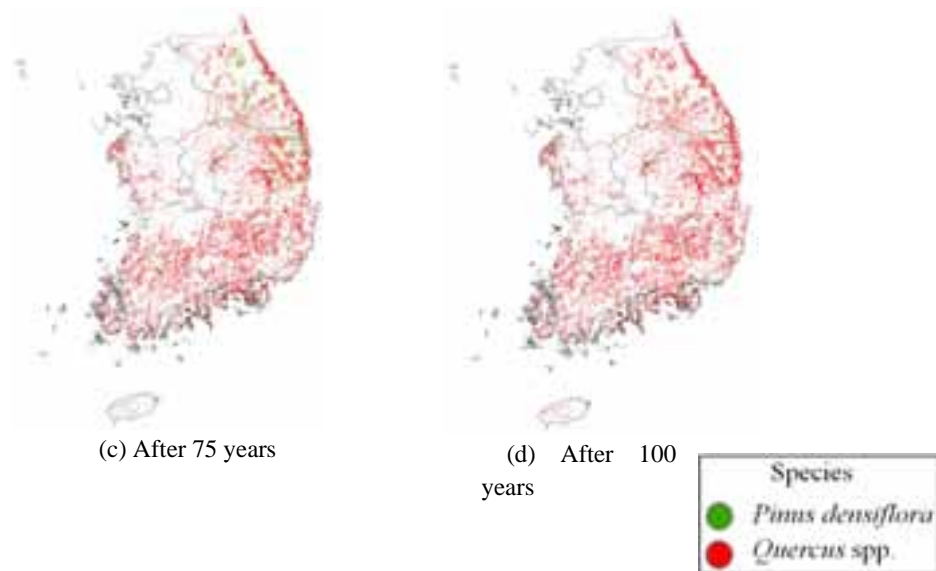 (c) After 75 years
(d) After 100
years
Species
Pinus densiflora
Quercus spp.